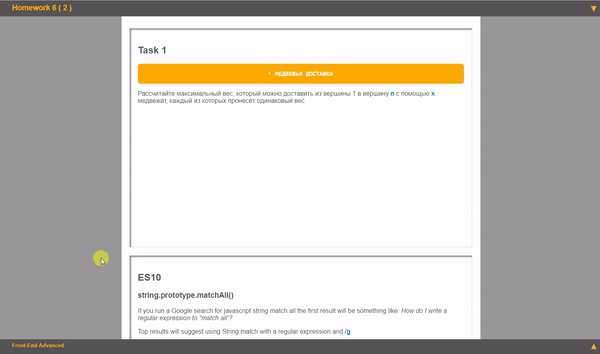 Homework 6 ( 2 )
Task 1
МЕДВЕЖЬЯ ДОСТАВКА
Рассчитайте максимальный вес, который можно доставить из вершины 1 в вершину n с помощью x
медвежат, каждый из которых пронесёт одинаковый вес
ES10
string.prototype.matchAll()
If you run a Google search for javascript string match all the first result will be something like: How do I write a
regular expression to "match all"?
Top results will suggest using String.match with a regular expression and /g
Front-End Advanced